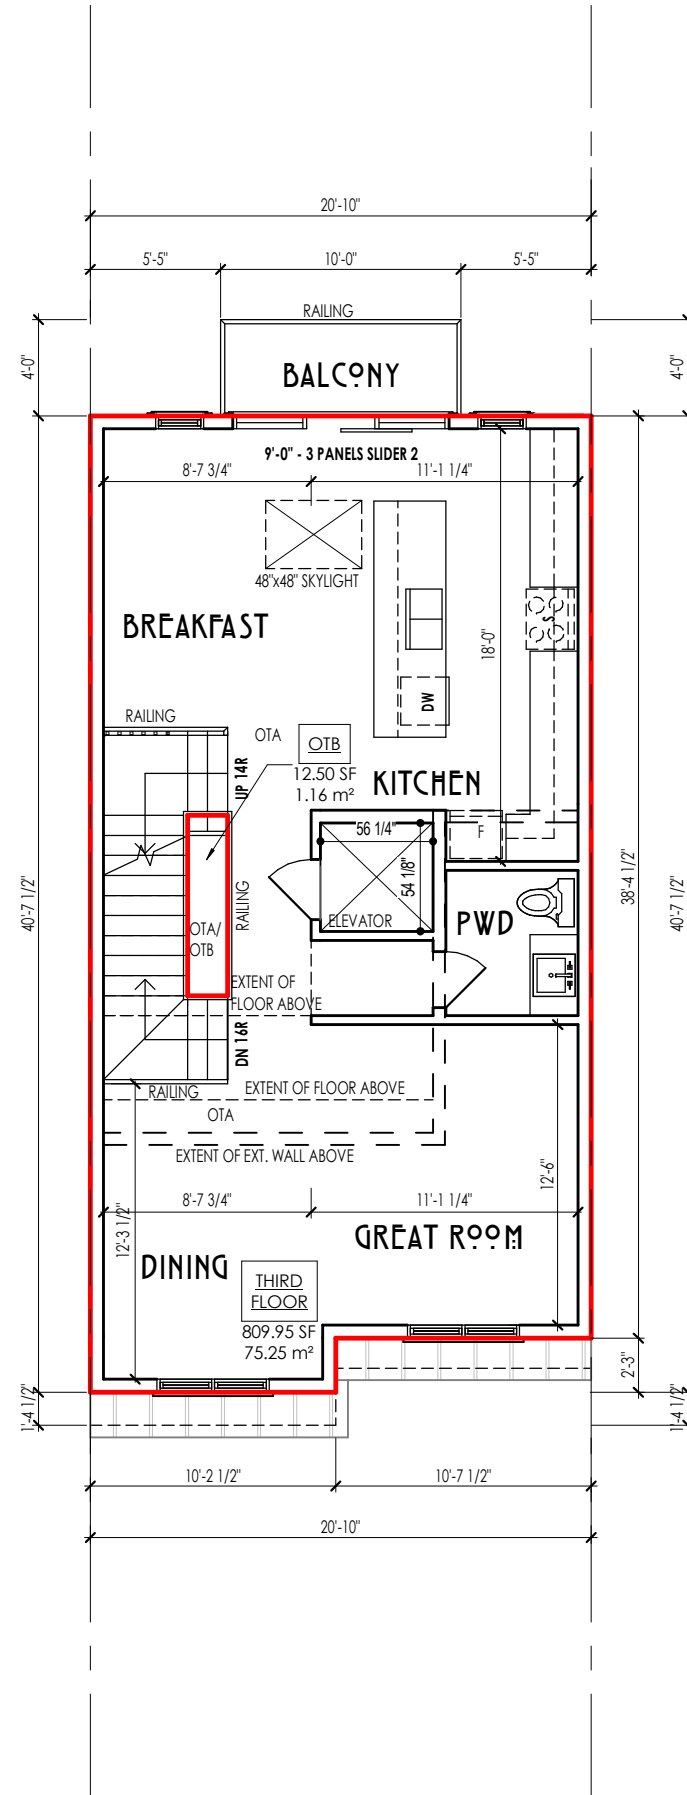 20'-10"
5'-5"
10'-0"
5'-5"
RAILING
4'-0"
4'-0"
BALCONY
9'-0" - 3 PANELS SLIDER 2
8'-7 3/4"
11'-1 1/4"
48"x48" SKYLIGHT
BREAKFAST
18'-0"
S
DW
RAILING
OTA
OTB
12.50 SF
1.16 m²
UP 14R
KITCHEN
56 1/4"
F
54 1/8"
ELEVATOR
PWD
40'-7 1/2"
38'-4 1/2"
40'-7 1/2"
RAILING
OTA/
OTB
EXTENT OF
FLOOR ABOVE
DN 16R
RAILING
EXTENT OF FLOOR ABOVE
OTA
EXTENT OF EXT. WALL ABOVE
12'-6"
8'-7 3/4"
11'-1 1/4"
12'-3 1/2"
GREAT ROOM
DINING
THIRD
FLOOR
809.95 SF
75.25 m²
2'-3"
1'-4 1/2"
1'-4 1/2"
10'-2 1/2"
10'-7 1/2"
20'-10"